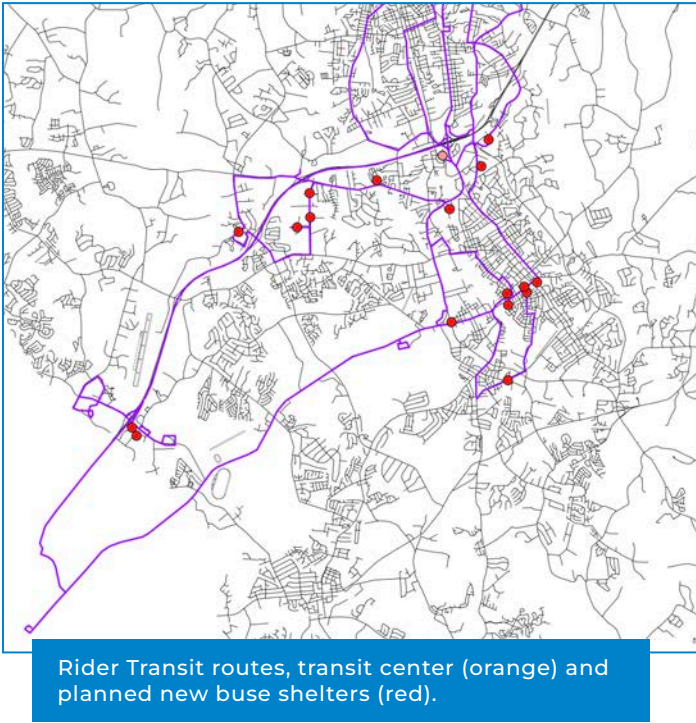 Rider Transit routes, transit center (orange) and
planned new buse shelters (red).